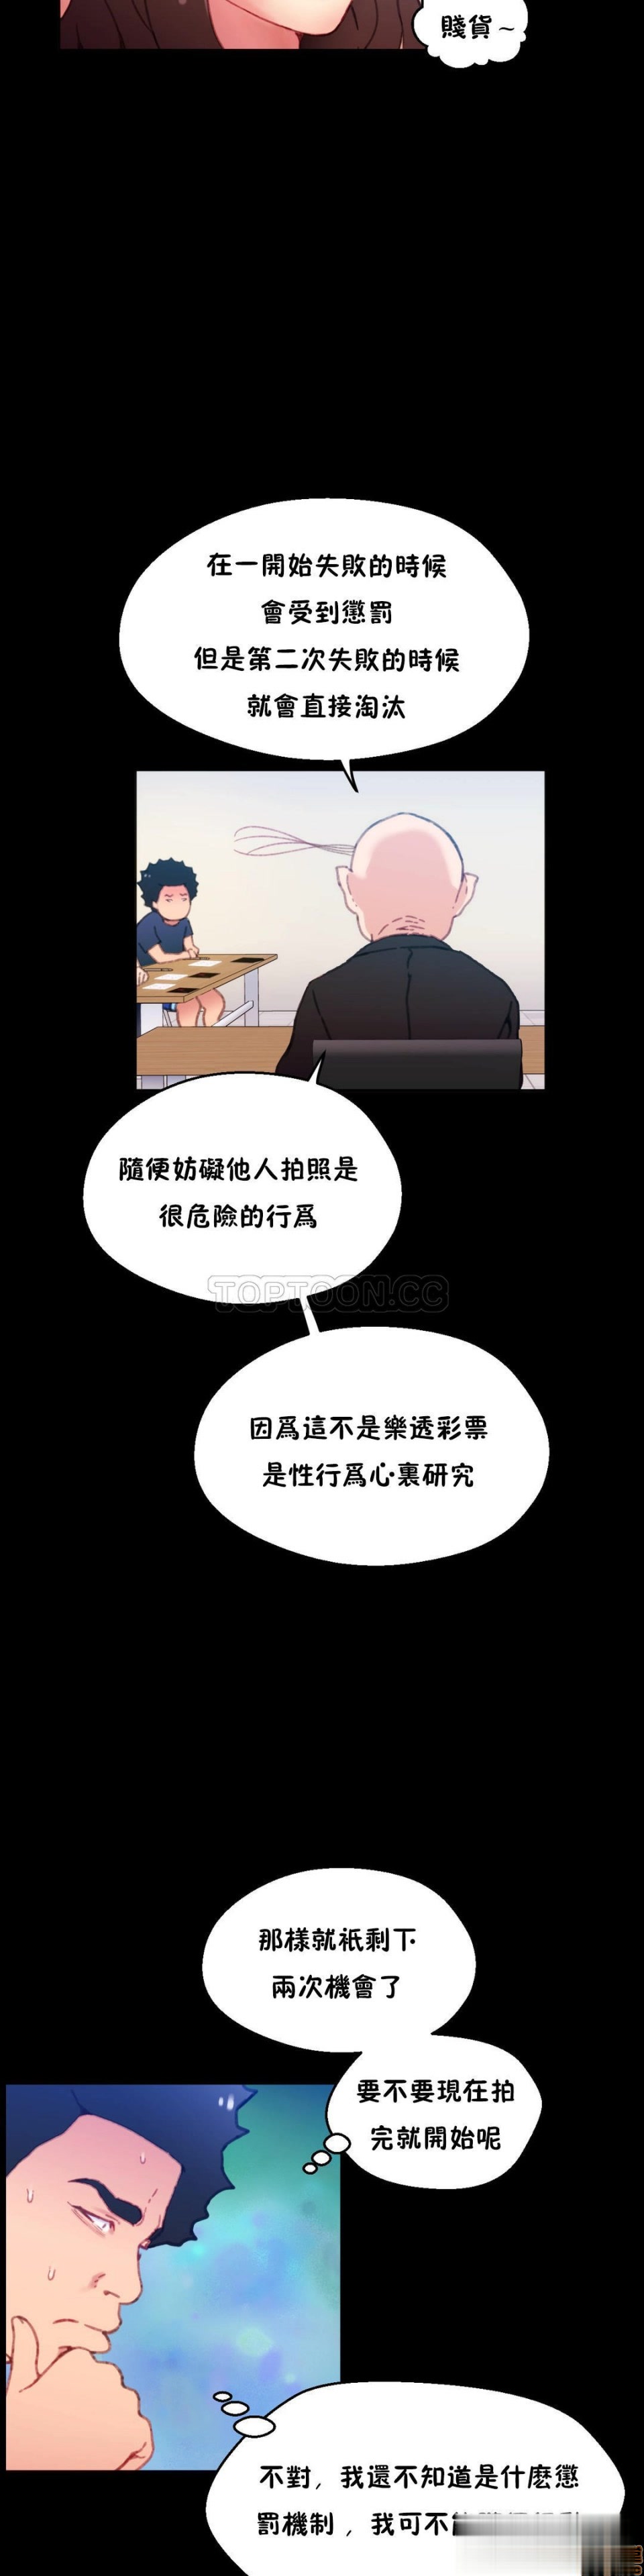 賤貨~
在一開始失敗的時候
會受到懲罰
但是第二次失敗的時候
就會直接淘汰
隨便妨礙他人拍照是
很危險的行爲
TOPTOON.CC
因爲這不是樂透彩票
是性行爲心裏研究
那樣就衹剩下
兩次機會了
要不要現在拍
完就開始呢
不對，我還不知道是什麽懲
罰機制，我可不